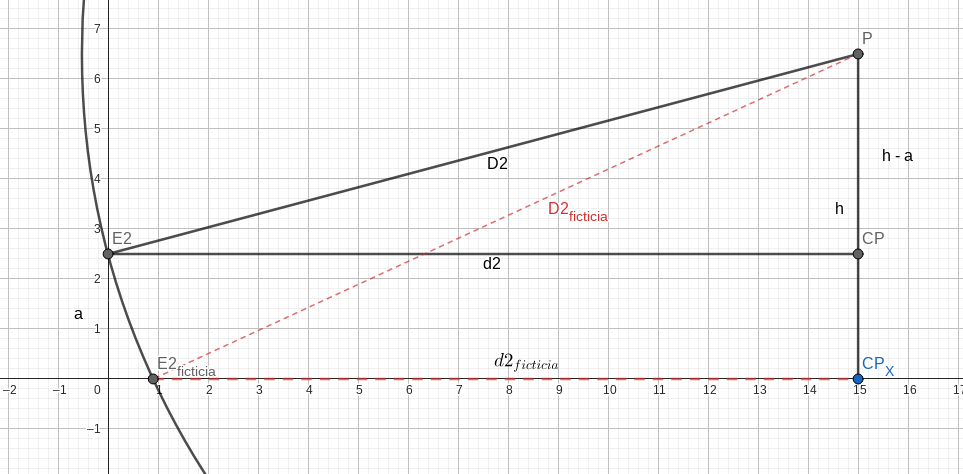 7
P
6
5
h - a
D2
4
D2ficticia
h
3
E2
CP
d2
2
a
1
d2ficticia
E2ficticia
CPX
–2 –1 0 1 2 3 4 5 6 7 8 9 10 11 12 13 14 15 16 17
–1